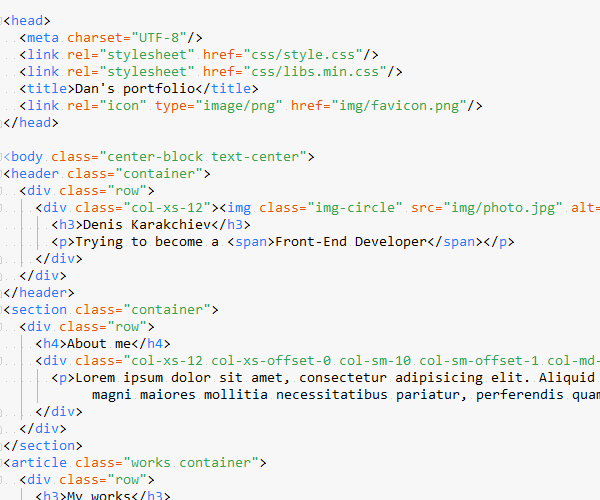 <head>
<meta charset="UTF-8"/>
<link rel="stylesheet" href="css/style.css"/>
<link rel="stylesheet" href="css/libs.min.css"/>
<title>Dan's portfolio</title>
<link rel="icon" type="image/png" href="img/favicon.png"/>
</head>
<body class="center-block text-center">
<header class="container">
<div class="row">
<div class="col-xs-12"><img class="img-circle" src="img/photo.jpg" alt=
<h3>Denis Karakchiev</h3>
<p>Trying to become a <span>Front-End Developer</span></p>
</div>
</div>
</header>
<section class="container">
<div class="row">
<h4>About me</h4>
<div class="col-xs-12 col-xs-offset-0 col-sm-10 col-sm-offset-1 col-md-
<p>Lorem ipsum dolor sit amet, consectetur adipisicing elit. Aliquid
magni maiores mollitia necessitatibus pariatur, perferendis quam
</div>
</div>
</section>
<article class="works container">
<div class="row">
<h3>My works</h3>